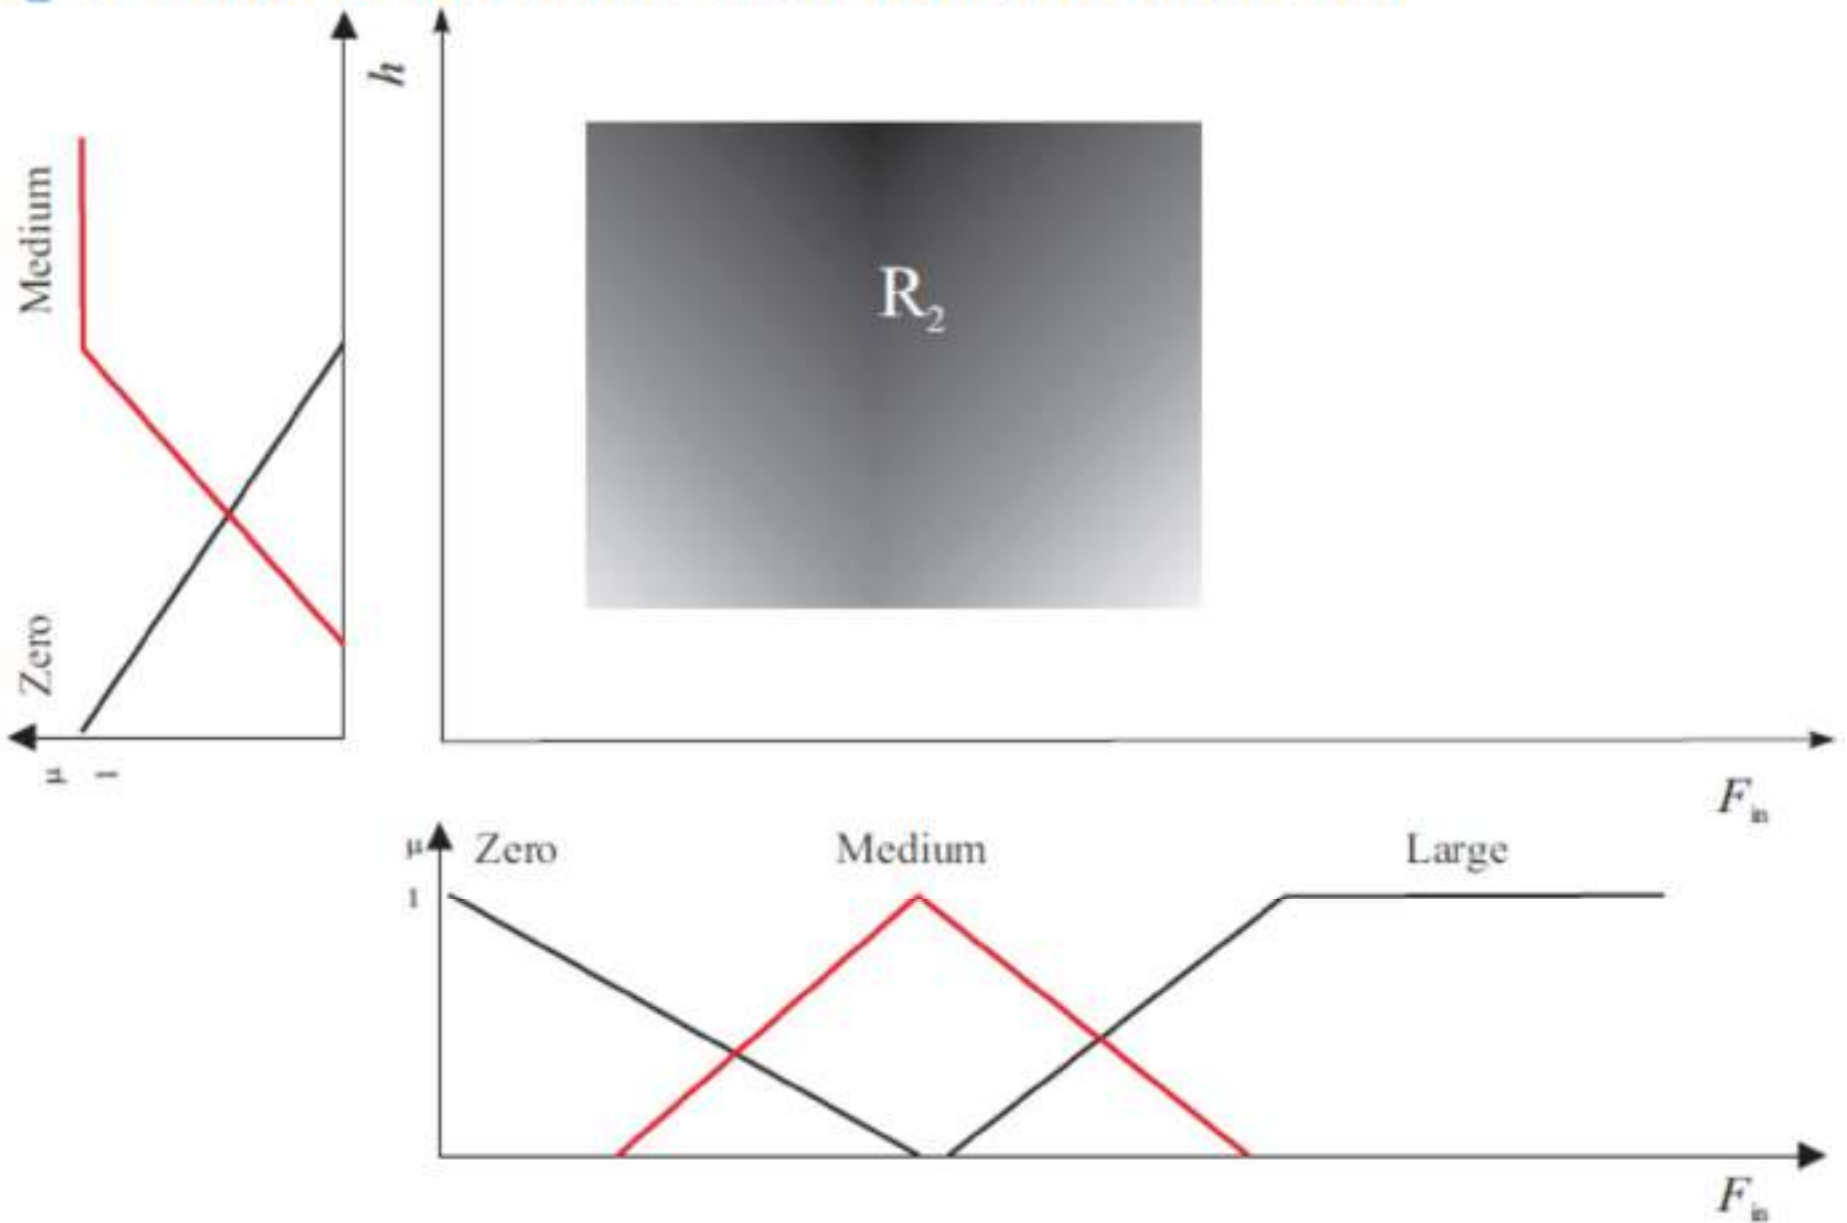 h
Medium
R2
Zero
μ 1
Fin
μ Zero Medium Large
1
Fin